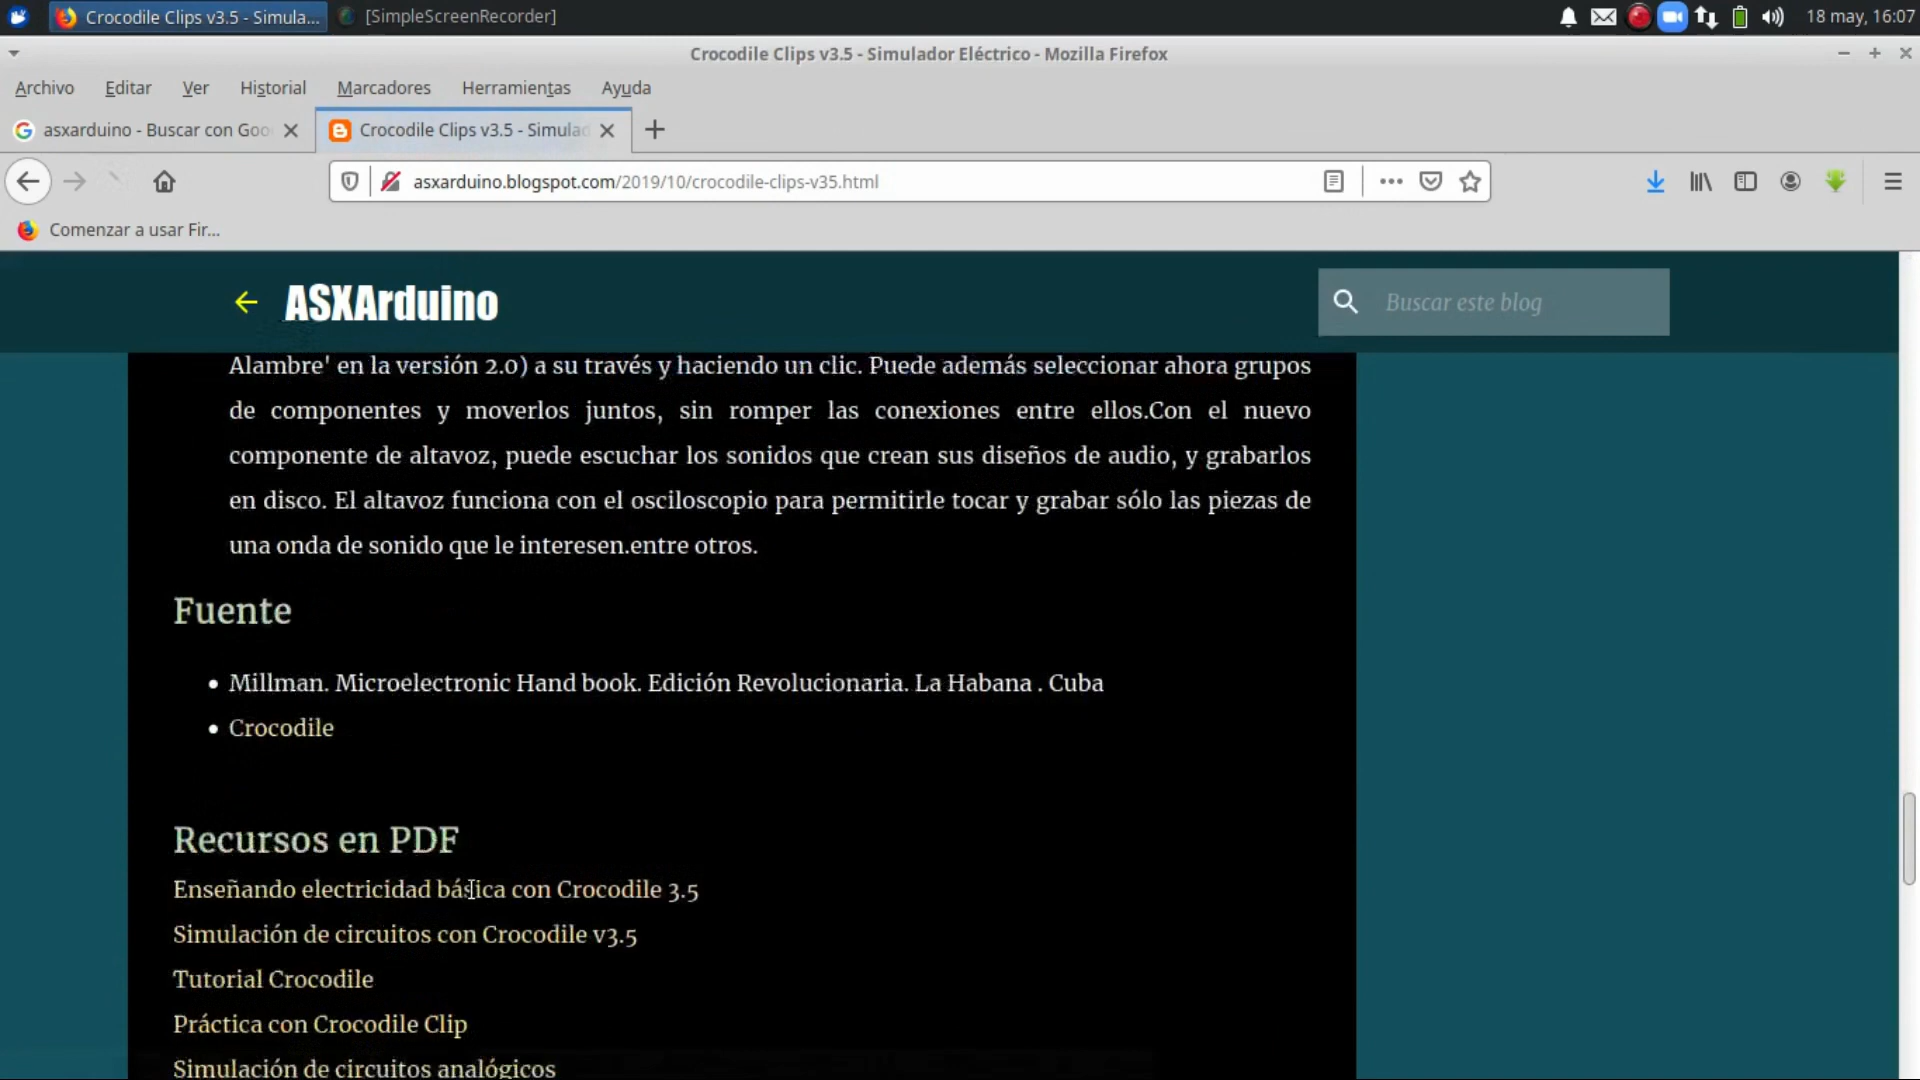 Crocodile Clips v3.5 - Simula...
[SimpleScreenRecorder]
18 may, 16:07
Crocodile Clips v3.5 - Simulador Eléctrico - Mozilla Firefox
Archivo Editar Ver Historial Marcadores Herramientas Ayuda
asxarduino - Buscar con Goo
Crocodile Clips v3.5 - Simulad
asxarduino.blogspot.com/2019/10/crocodile-clips-v35.html
Comenzar a usar Fir...
ASXArduino
Buscar este blog
Alambre' en la versión 2.0) a su través y haciendo un clic. Puede además seleccionar ahora grupos
de componentes y moverlos juntos, sin romper las conexiones entre ellos.Con el nuevo
componente de altavoz, puede escuchar los sonidos que crean sus diseños de audio, y grabarlos
en disco. El altavoz funciona con el osciloscopio para permitirle tocar y grabar sólo las piezas de
una onda de sonido que le interesen.entre otros.
Fuente
Millman. Microelectronic Hand book. Edición Revolucionaria. La Habana . Cuba
Crocodile
Recursos en PDF
Enseñando electricidad básica con Crocodile 3.5
Simulación de circuitos con Crocodile v3.5
Tutorial Crocodile
Práctica con Crocodile Clip
Simulación de circuitos analógicos